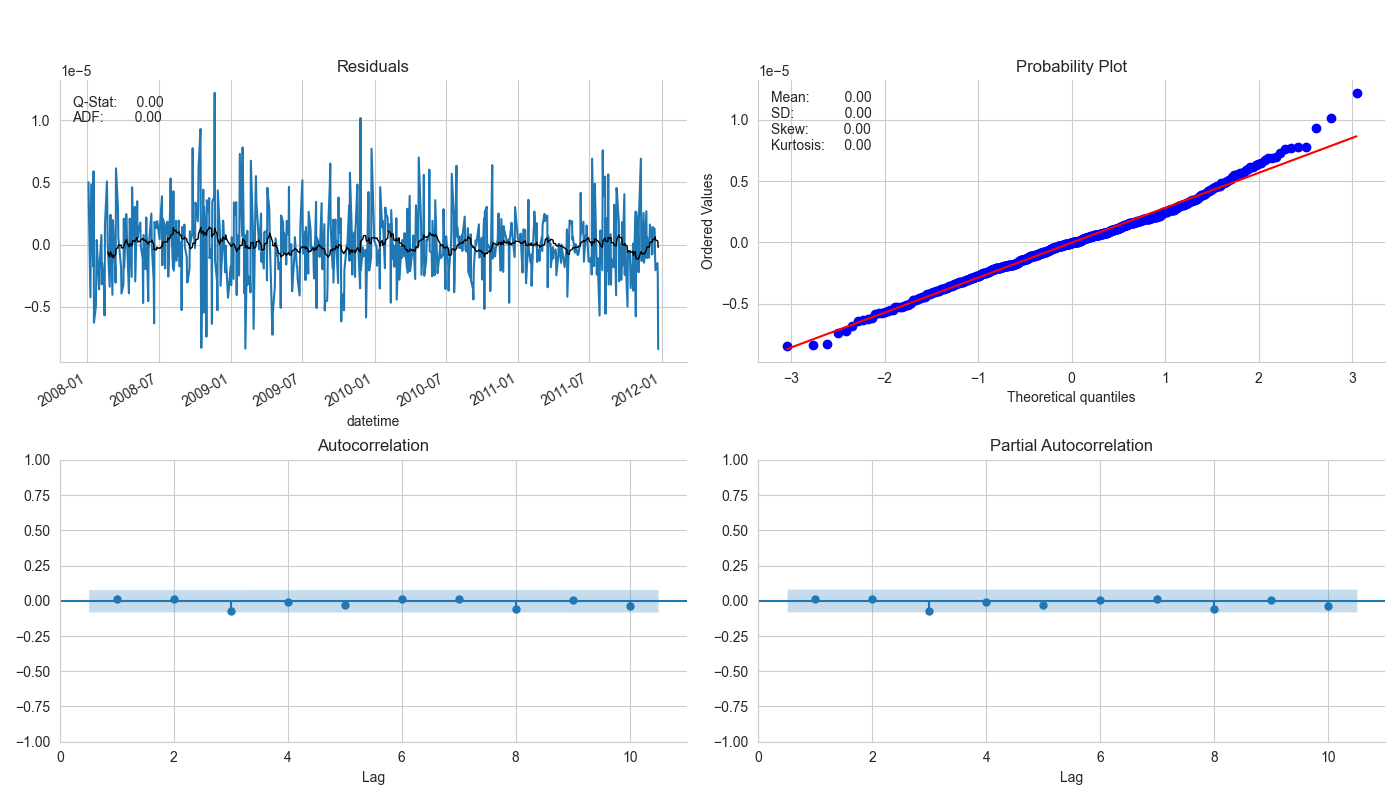 Residuals
1e−5
Q-Stat: 0.00
ADF: 0.00
1.0
0.5
0.0
−0.5
2008-01
2008-07
2009-01
2009-07
2010-01
2010-07
2011-01
2011-07
2012-01
datetime
Probability Plot
1e−5
Mean: 0.00
SD: 0.00
Skew: 0.00
Kurtosis: 0.00
Ordered Values
1.0
0.5
0.0
−0.5
−3 −2 −1 0 1 2 3
Theoretical quantiles
Autocorrelation
1.00
0.75
0.50
0.25
0.00
−0.25
−0.50
−0.75
−1.00
0 2 4 6 8 10
Lag
Partial Autocorrelation
1.00
0.75
0.50
0.25
0.00
−0.25
−0.50
−0.75
−1.00
0 2 4 6 8 10
Lag